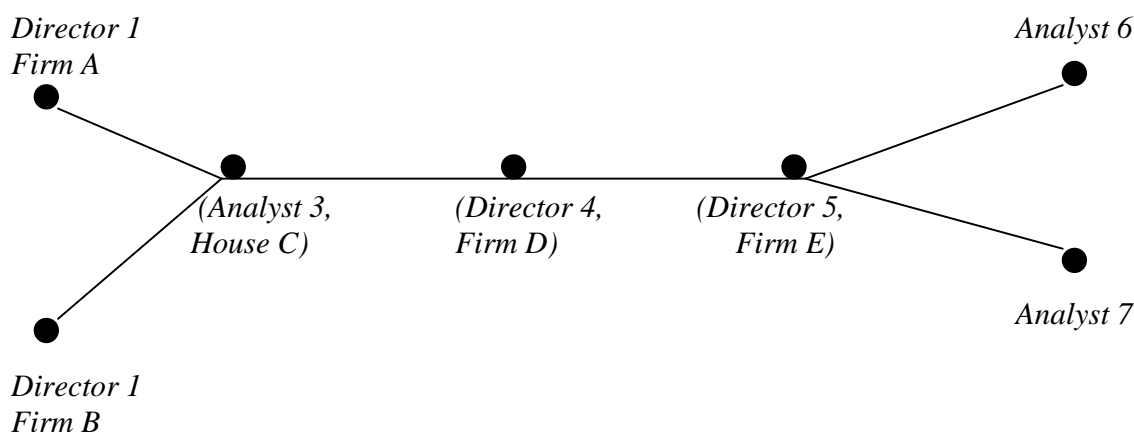 Director 1
Firm A
Analyst 6
(Analyst 3,
House C)
(Director 4,
Firm D)
(Director 5,
Firm E)
Analyst 7
Director 1
Firm B